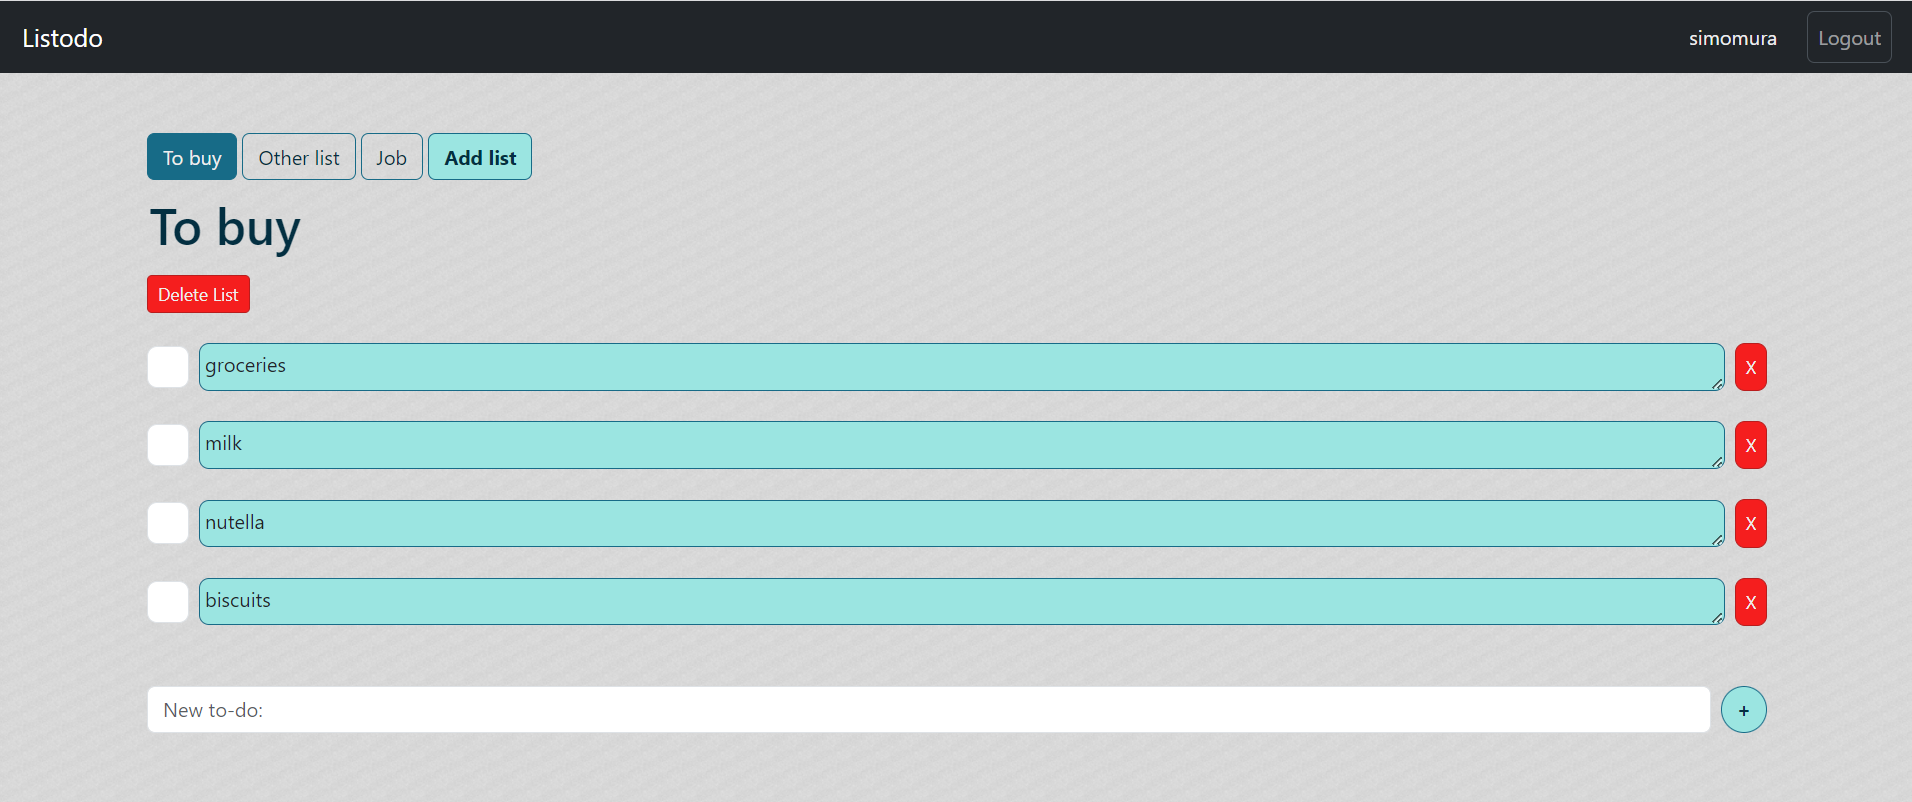 Listodo simomura Logout
To buy Other list Job Add list
To buy
Delete List
groceries X
milk X
nutella X
biscuits X
New to-do: +